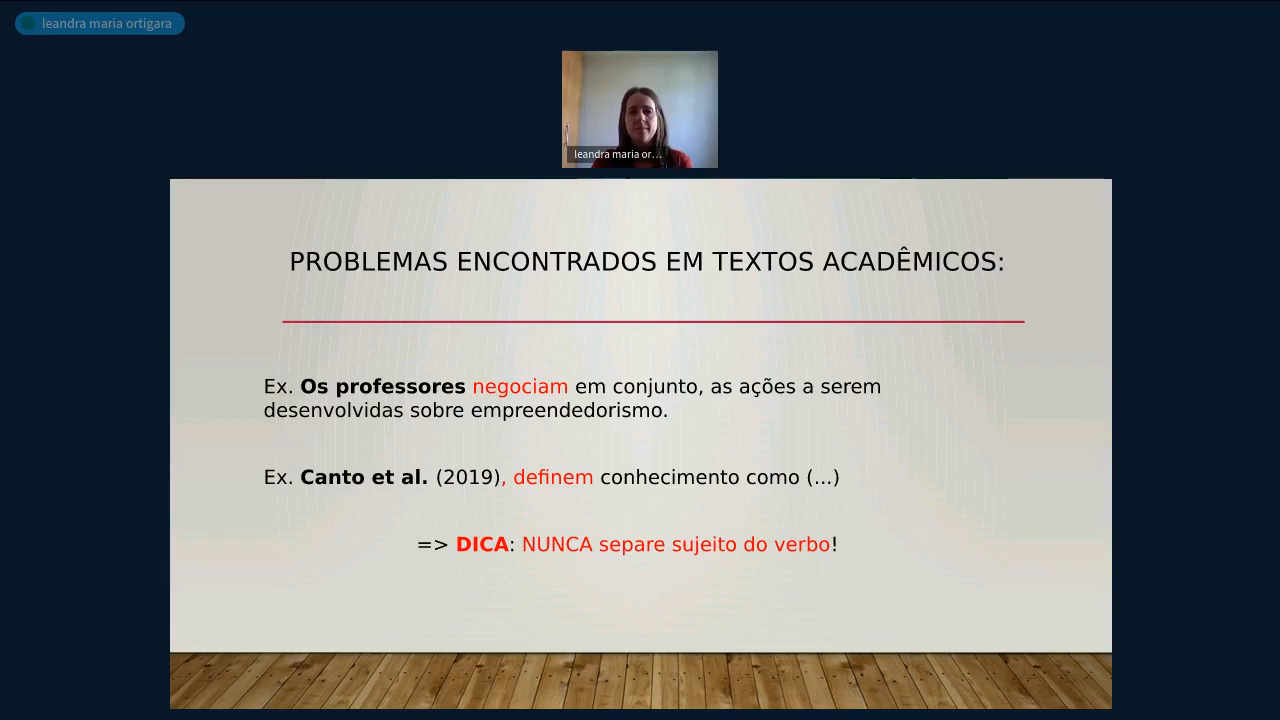 leandra maria ortigara
leandra maria or...
PROBLEMAS ENCONTRADOS EM TEXTOS ACADÊMICOS:
Ex. Os professores negociam em conjunto, as ações a serem
desenvolvidas sobre empreendedorismo.
Ex. Canto et al. (2019), definem conhecimento como (...)
=> DICA: NUNCA separe sujeito do verbo!